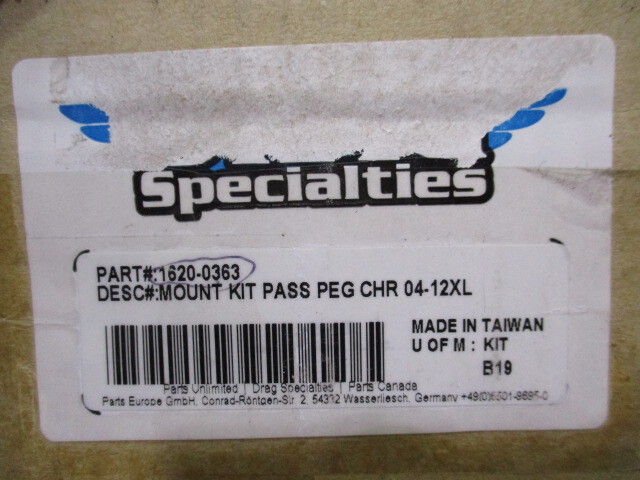 Specialties
PART#:1620-0363
DESC#:MOUNT KIT PASS PEG CHR 04-12XL
MADE IN TAIWAN
U OF M : KIT
B19
Parts Unlimited | Drag Specialties | Parts Canada
Parts Europe GmbH, Conrad-Röntgen-Str. 2, 54332 Wasserliesch, Germany